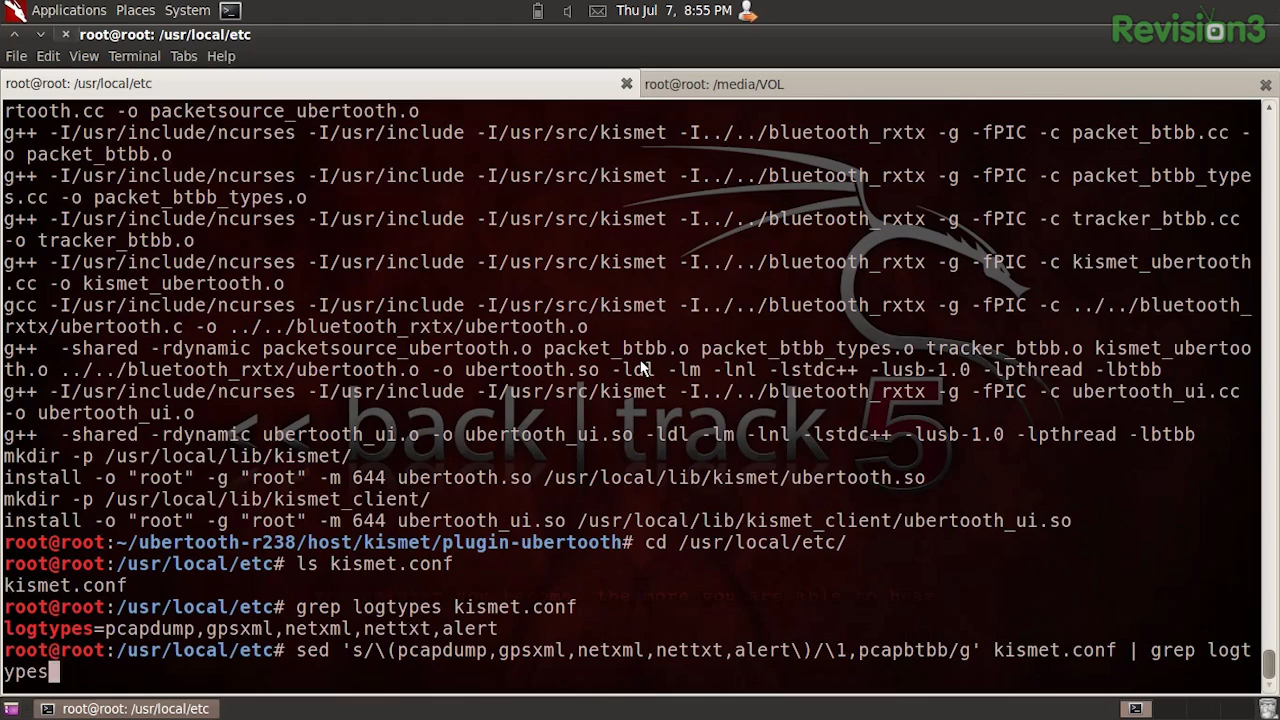 Applications Places System Thu Jul 7, 8:55 PM
Revision3
root@root: /usr/local/etc
File Edit View Terminal Tabs Help
root@root: /usr/local/etc root@root: /media/VOL
rtooth.cc -o packetsource_ubertooth.o
g++ -I/usr/include/ncurses -I/usr/include -I/usr/src/kismet -I../../bluetooth_rxtx -g -fPIC -c packet_btbb.cc -
o packet_btbb.o
g++ -I/usr/include/ncurses -I/usr/include -I/usr/src/kismet -I../../bluetooth_rxtx -g -fPIC -c packet_btbb_type
s.cc -o packet_btbb_types.o
g++ -I/usr/include/ncurses -I/usr/include -I/usr/src/kismet -I../../bluetooth_rxtx -g -fPIC -c tracker_btbb.cc
-o tracker_btbb.o
g++ -I/usr/include/ncurses -I/usr/include -I/usr/src/kismet -I../../bluetooth_rxtx -g -fPIC -c kismet_ubertooth
.cc -o kismet_ubertooth.o
gcc -I/usr/include/ncurses -I/usr/include -I/usr/src/kismet -I../../bluetooth_rxtx -g -fPIC -c ../../bluetooth_
rxtx/ubertooth.c -o ../../bluetooth_rxtx/ubertooth.o
g++  -shared -rdynamic packetsource_ubertooth.o packet_btbb.o packet_btbb_types.o tracker_btbb.o kismet_ubertoo
th.o ../../bluetooth_rxtx/ubertooth.o -o ubertooth.so -ldl -lm -lnl -lstdc++ -lusb-1.0 -lpthread -lbtbb
g++ -I/usr/include/ncurses -I/usr/include -I/usr/src/kismet -I../../bluetooth_rxtx -g -fPIC -c ubertooth_ui.cc
-o ubertooth_ui.o
<< back | track 5
g++  -shared -rdynamic ubertooth_ui.o -o ubertooth_ui.so -ldl -lm -lnl -lstdc++ -lusb-1.0 -lpthread -lbtbb
mkdir -p /usr/local/lib/kismet/
install -o "root" -g "root" -m 644 ubertooth.so /usr/local/lib/kismet/ubertooth.so
mkdir -p /usr/local/lib/kismet_client/
install -o "root" -g "root" -m 644 ubertooth_ui.so /usr/local/lib/kismet_client/ubertooth_ui.so
root@root:~/ubertooth-r238/host/kismet/plugin-ubertooth# cd /usr/local/etc/
root@root:/usr/local/etc# ls kismet.conf
kismet.conf
the more you are able to hear
root@root:/usr/local/etc# grep logtypes kismet.conf
logtypes=pcapdump,gpsxml,netxml,nettxt,alert
root@root:/usr/local/etc# sed 's/\(pcapdump,gpsxml,netxml,nettxt,alert\)/\1,pcapbtbb/g' kismet.conf | grep logt
ypes
root@root: /usr/local/etc